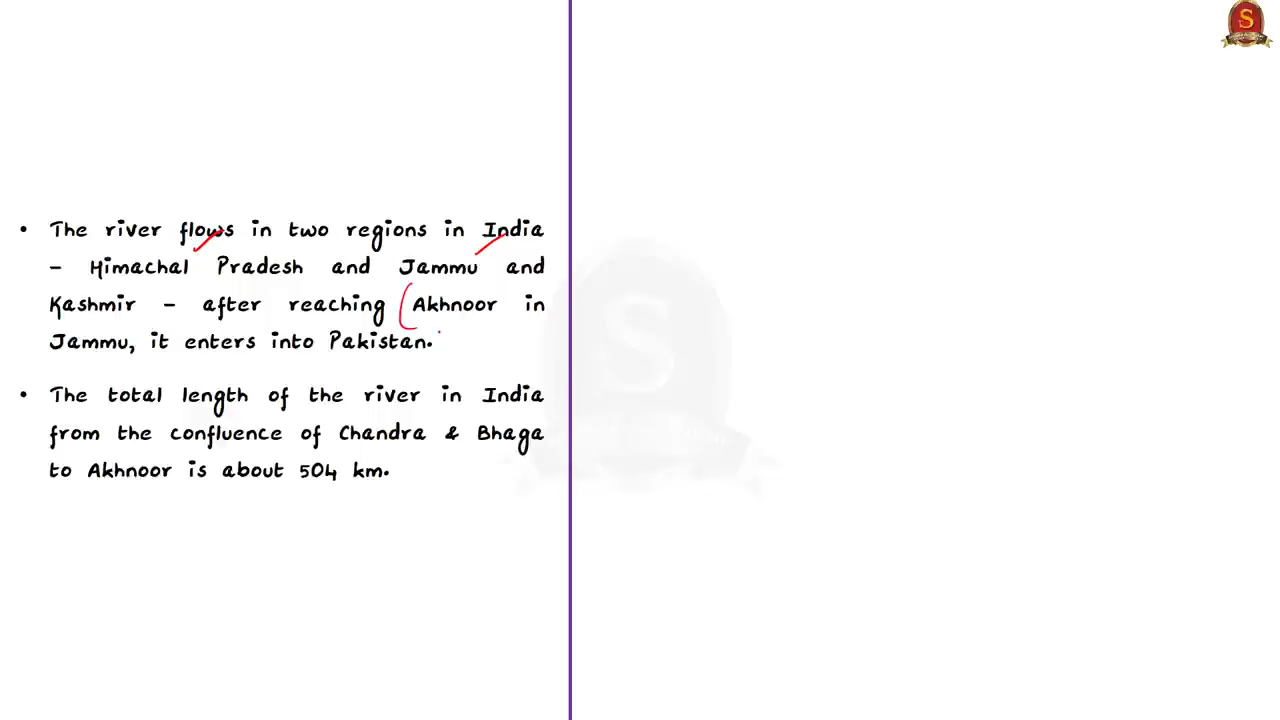 S
• The river flows in two regions in India
– Himachal Pradesh and Jammu and
Kashmir – after reaching Akhnoor in
Jammu, it enters into Pakistan.
• The total length of the river in India
from the confluence of Chandra & Bhaga
to Akhnoor is about 504 km.
S